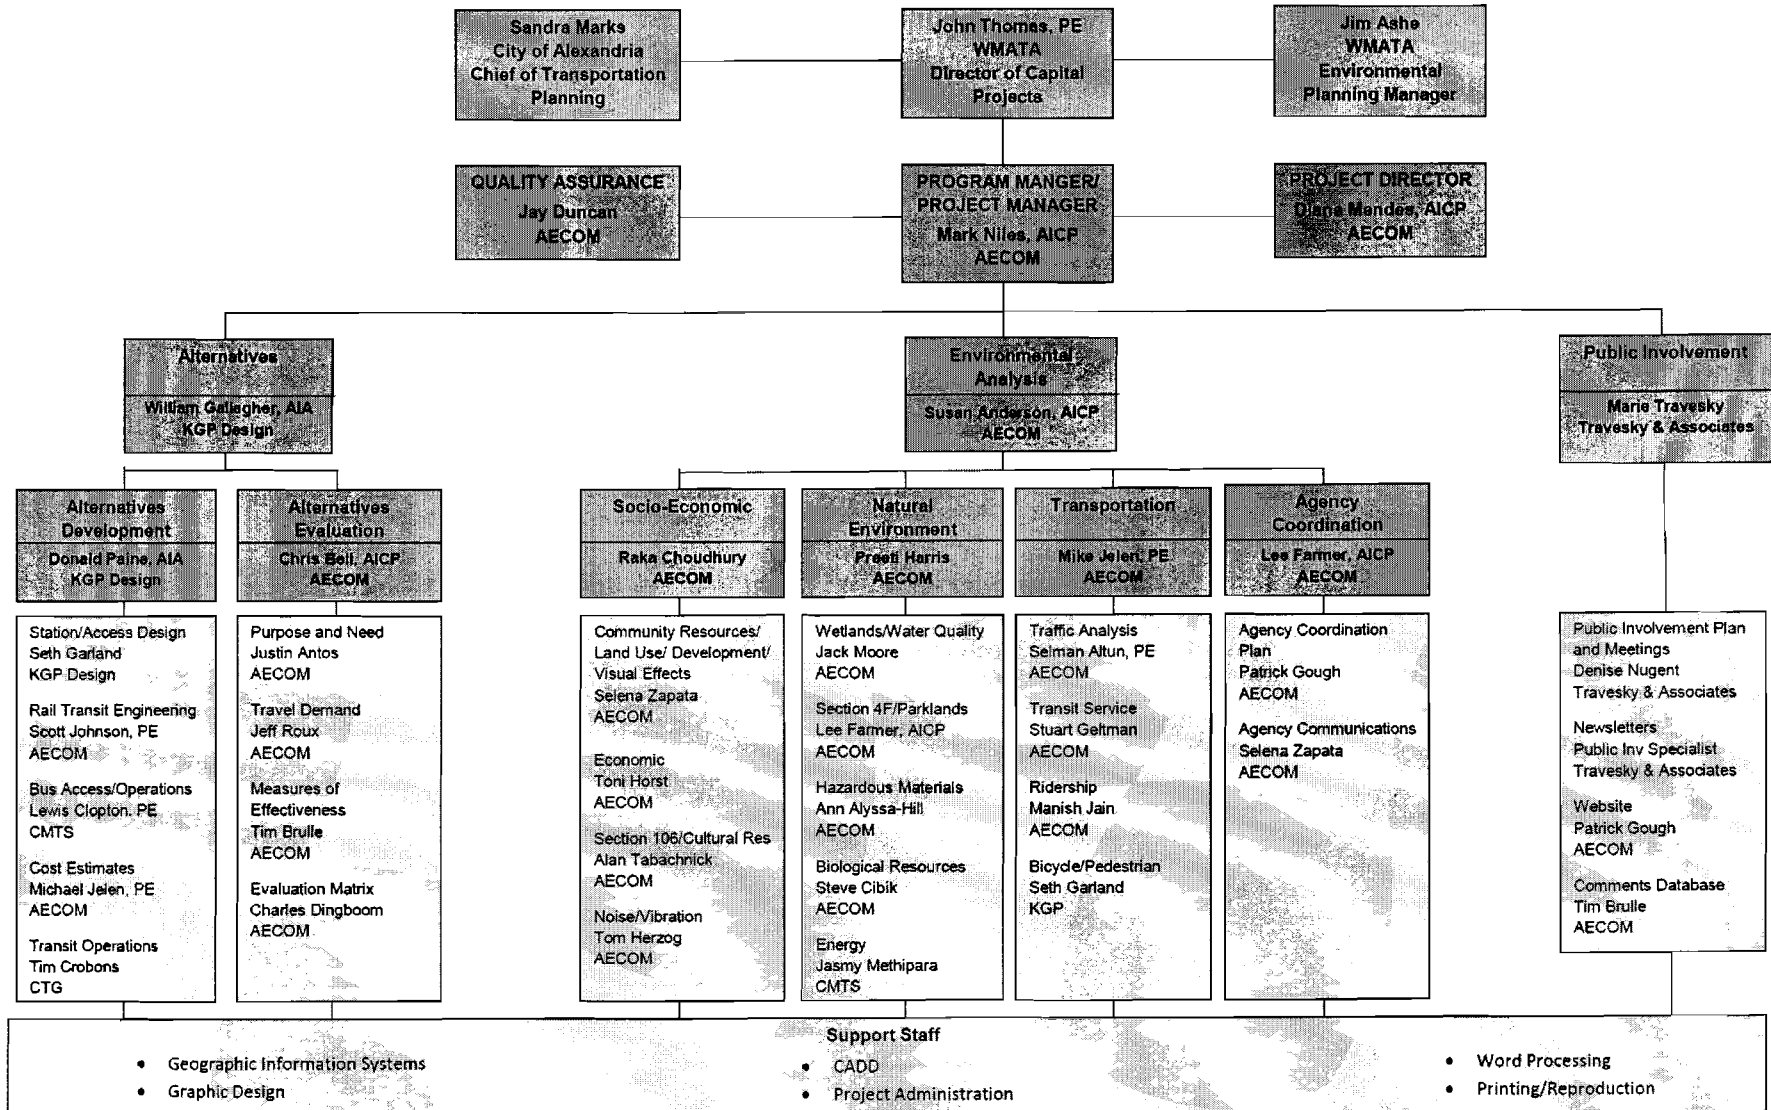 Sandra Marks
City of Alexandria
Chief of Transportation
Planning
John Thomas, PE
WMATA
Director of Capital
Projects
Jim Ashe
WMATA
Environmental
Planning Manager
QUALITY ASSURANCE
Jay Duncan
AECOM
PROGRAM MANGER/
PROJECT MANAGER
Mark Niles, AICP
AECOM
PROJECT DIRECTOR
Diana Mendes, AICP
AECOM
Alternatives
William Gallagher, AIA
KGP Design
Environmental
Analysis
Susan Anderson, AICP
AECOM
Public Involvement
Marie Travesky
Travesky & Associates
Alternatives
Development
Donald Paine, AIA
KGP Design
Alternatives
Evaluation
Chris Bell, AICP
AECOM
Socio-Economic
Raka Choudhury
AECOM
Natural
Environment
Preeti Harris
AECOM
Transportation
Mike Jelen, PE
AECOM
Agency
Coordination
Lee Farmer, AICP
AECOM
Station/Access Design
Seth Garland
KGP Design
Rail Transit Engineering
Scott Johnson, PE
AECOM
Bus Access/Operations
Lewis Clopton, PE
CMTS
Cost Estimates
Michael Jelen, PE
AECOM
Transit Operations
Tim Crobons
CTG
Purpose and Need
Justin Antos
AECOM
Travel Demand
Jeff Roux
AECOM
Measures of
Effectiveness
Tim Brulle
AECOM
Evaluation Matrix
Charles Dingboom
AECOM
Community Resources/
Land Use/ Development/
Visual Effects
Selena Zapata
AECOM
Economic
Toni Horst
AECOM
Section 106/Cultural Res
Alan Tabachnick
AECOM
Noise/Vibration
Tom Herzog
AECOM
Wetlands/Water Quality
Jack Moore
AECOM
Section 4F/Parklands
Lee Farmer, AICP
AECOM
Hazardous Materials
Ann Alyssa-Hill
AECOM
Biological Resources
Steve Cibik
AECOM
Energy
Jasmy Methipara
CMTS
Traffic Analysis
Selman Altun, PE
AECOM
Transit Service
Stuart Geltman
AECOM
Ridership
Manish Jain
AECOM
Bicycle/Pedestrian
Seth Garland
KGP
Agency Coordination
Plan
Patrick Gough
AECOM
Agency Communications
Selena Zapata
AECOM
Public Involvement Plan
and Meetings
Denise Nugent
Travesky & Associates
Newsletters
Public Inv Specialist
Travesky & Associates
Website
Patrick Gough
AECOM
Comments Database
Tim Brulle
AECOM
Support Staff
• Geographic Information Systems
• Graphic Design
• CADD
• Project Administration
• Word Processing
• Printing/Reproduction